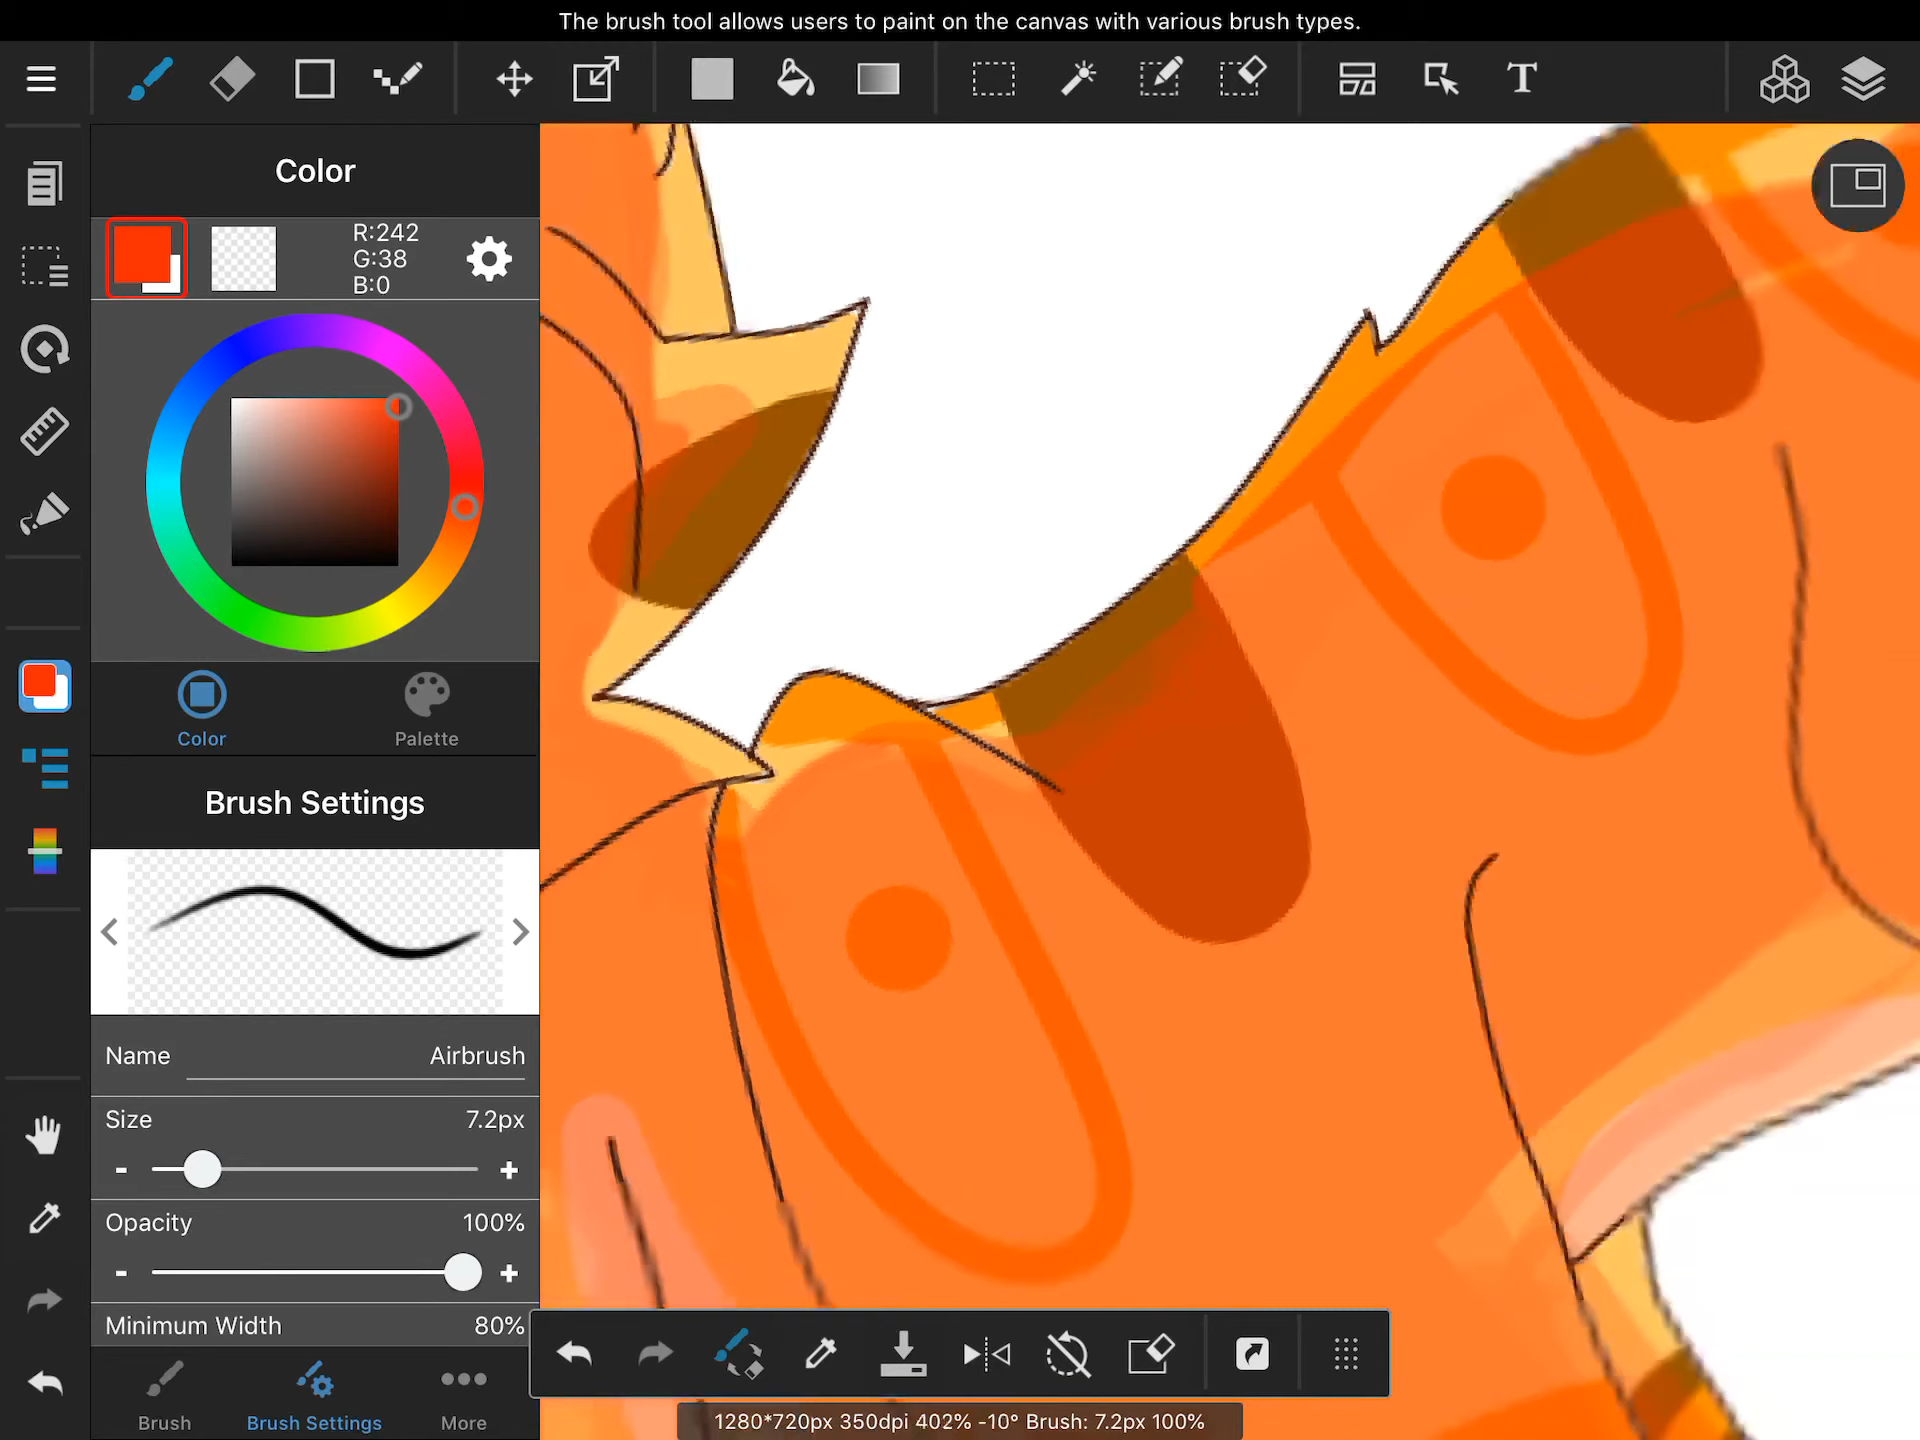 The brush tool allows users to paint on the canvas with various brush types.
T
Color
R:242
G:38
B:0
Color
Palette
Brush Settings
Name Airbrush
Size 7.2px
- +
Opacity 100%
- +
Minimum Width 80%
Brush
Brush Settings
More
1280*720px 350dpi 402% -10° Brush: 7.2px 100%